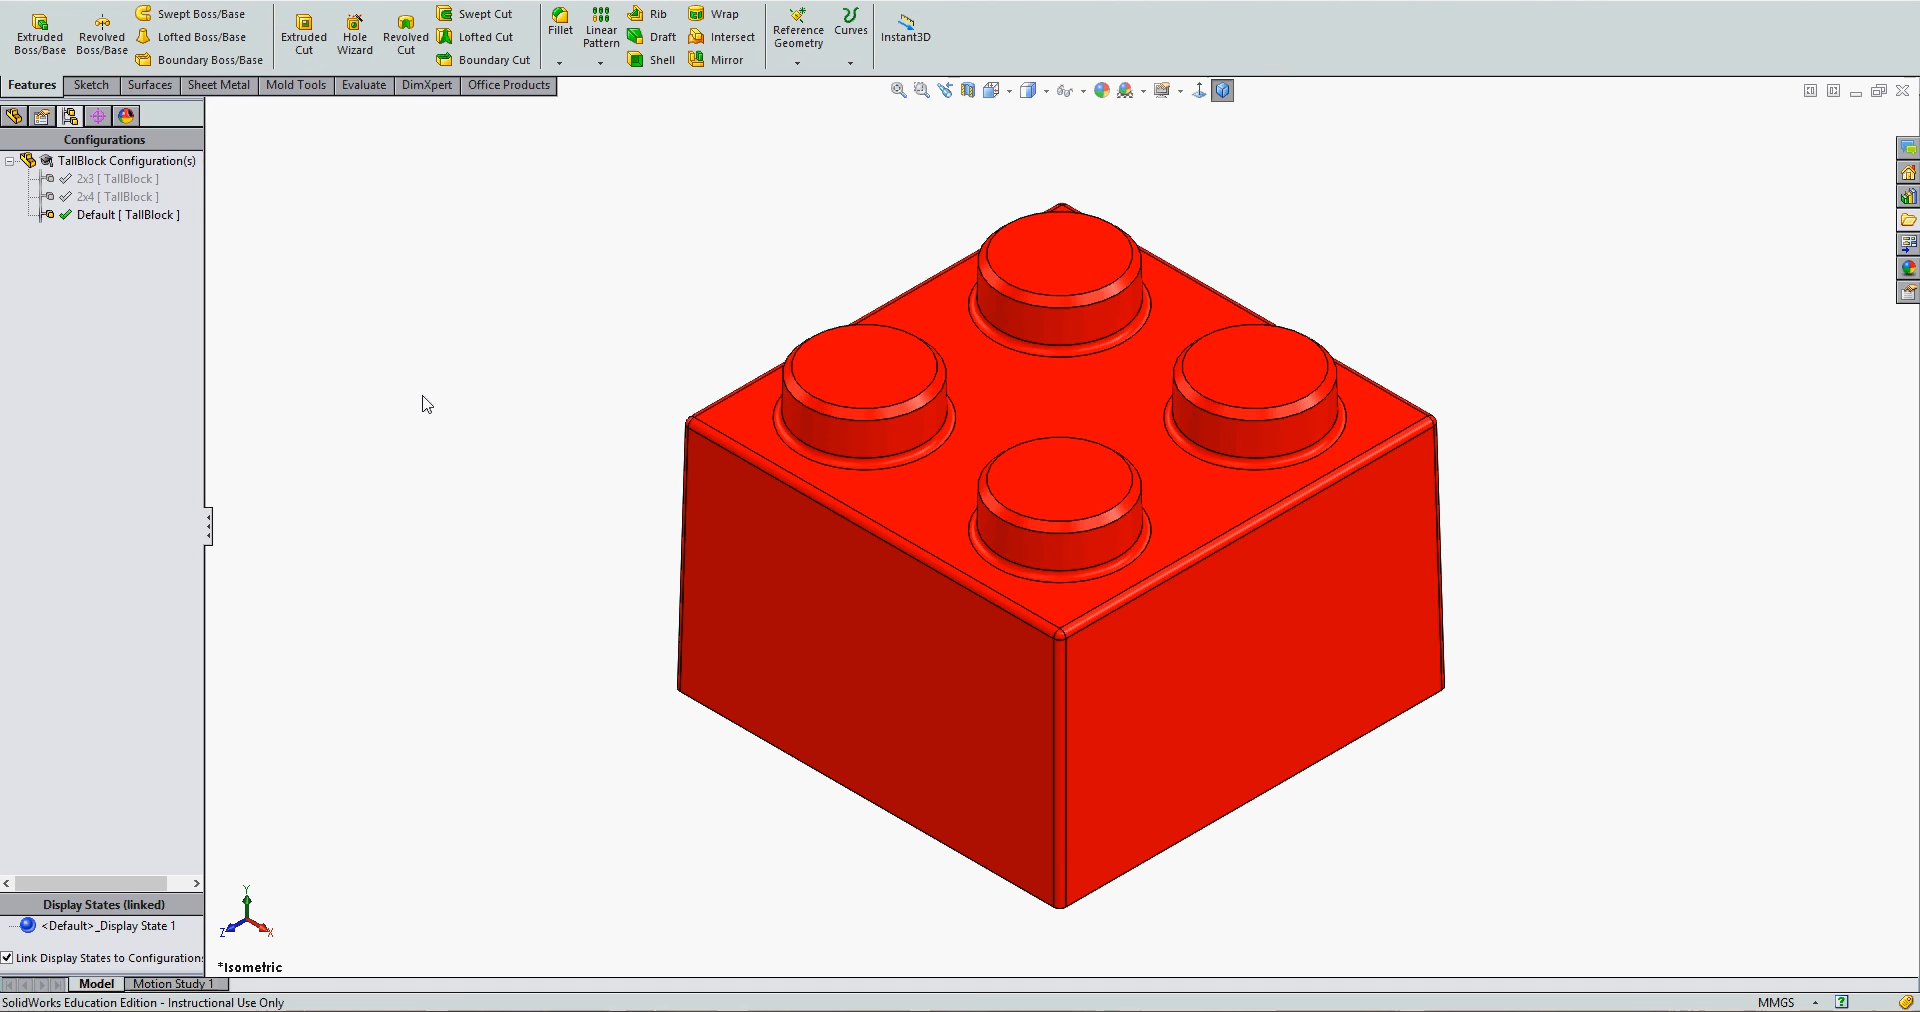 Extruded Boss/Base
Revolved Boss/Base
Swept Boss/Base
Lofted Boss/Base
Boundary Boss/Base
Extruded Cut
Hole Wizard
Revolved Cut
Swept Cut
Lofted Cut
Boundary Cut
Fillet
Linear Pattern
Rib
Draft
Shell
Wrap
Intersect
Mirror
Reference Geometry
Curves
Instant3D
Features
Sketch
Surfaces
Sheet Metal
Mold Tools
Evaluate
DimXpert
Office Products
Configurations
TallBlock Configuration(s)
2x3 [ TallBlock ]
2x4 [ TallBlock ]
Default [ TallBlock ]
Display States (linked)
<Default>_Display State 1
Link Display States to Configurations
Y
Z
X
*Isometric
Model
Motion Study 1
SolidWorks Education Edition - Instructional Use Only
MMGS
?